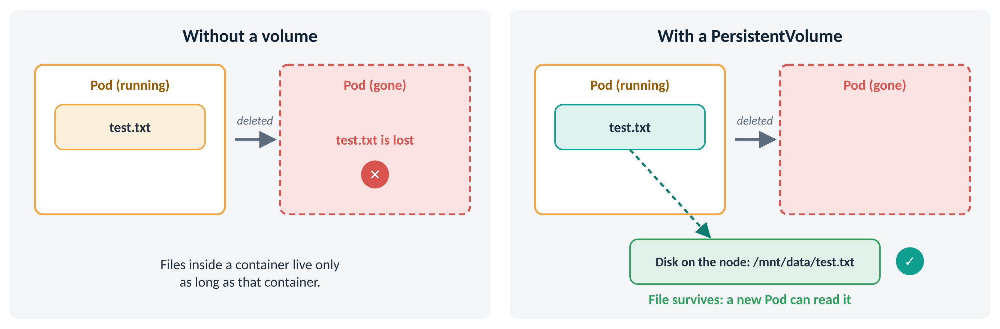 Without a volume
Pod (running)
test.txt
deleted
Pod (gone)
test.txt is lost
✕
Files inside a container live only
as long as that container.
With a PersistentVolume
Pod (running)
test.txt
deleted
Pod (gone)
Disk on the node: /mnt/data/test.txt
✓
File survives: a new Pod can read it